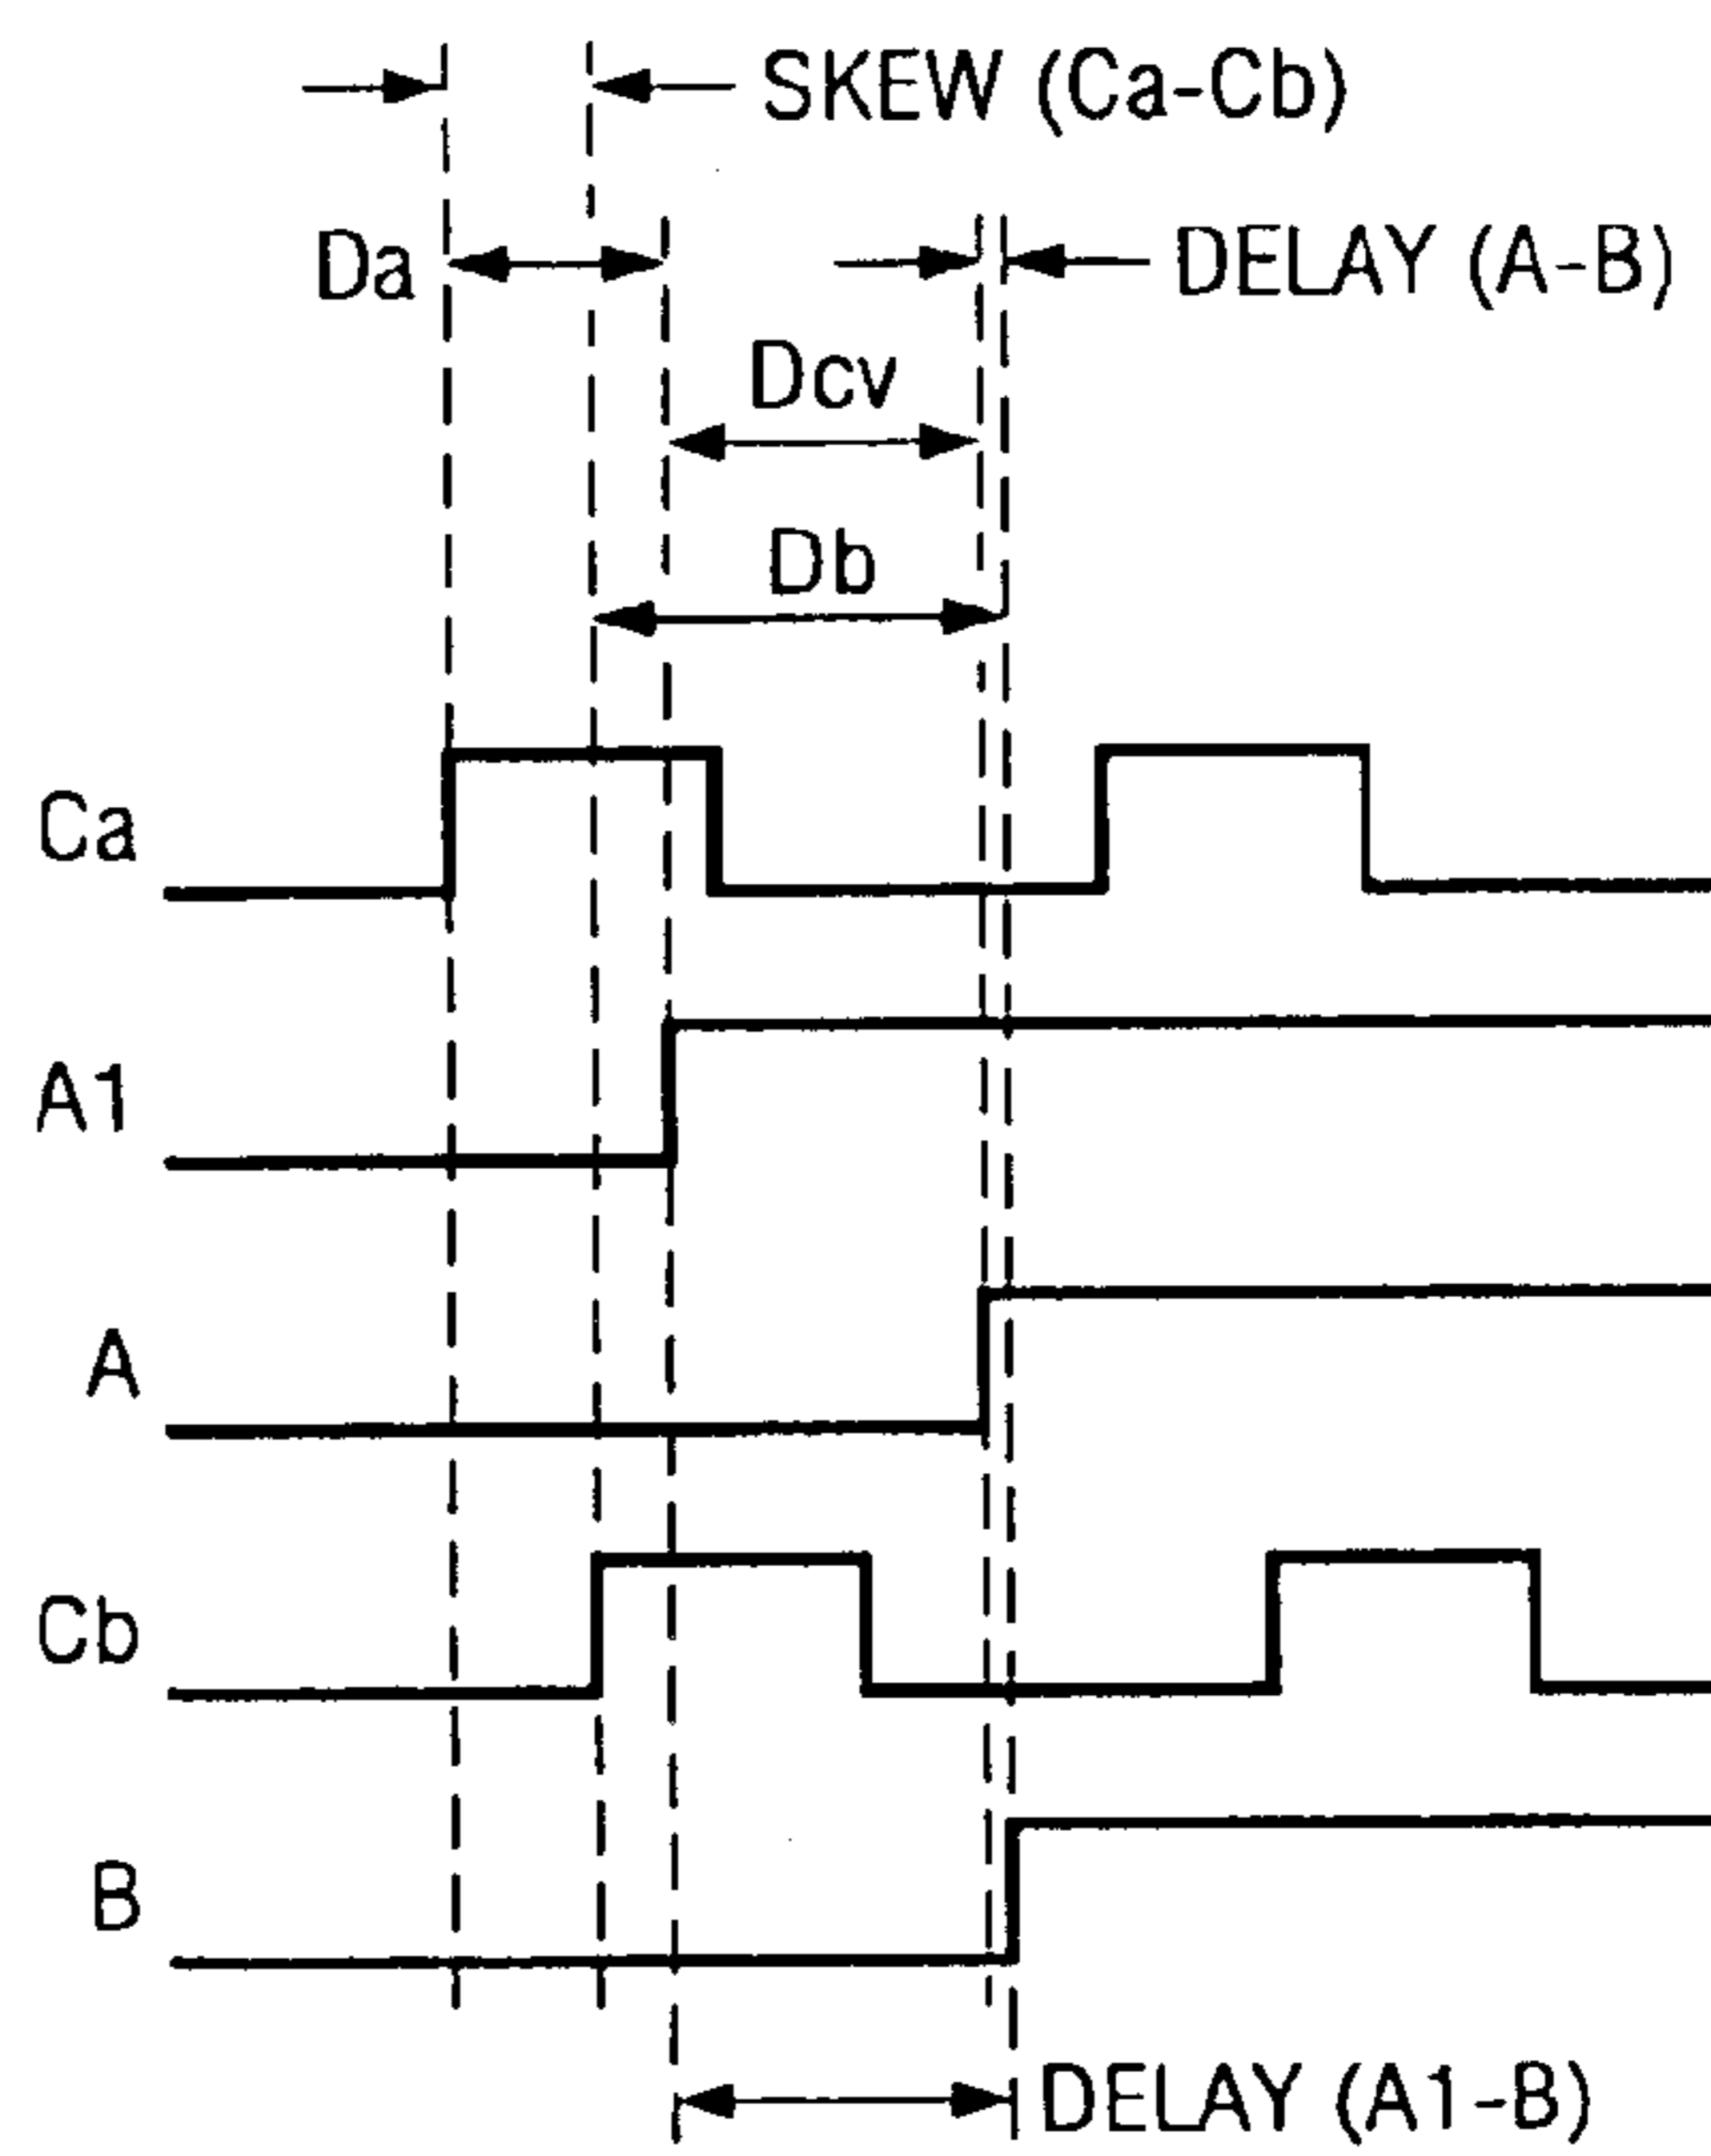 SKEW (Ca-Cb)
Da
DELAY (A-B)
Dcv
Db
Ca
A1
A
Cb
B
DELAY (A1-B)